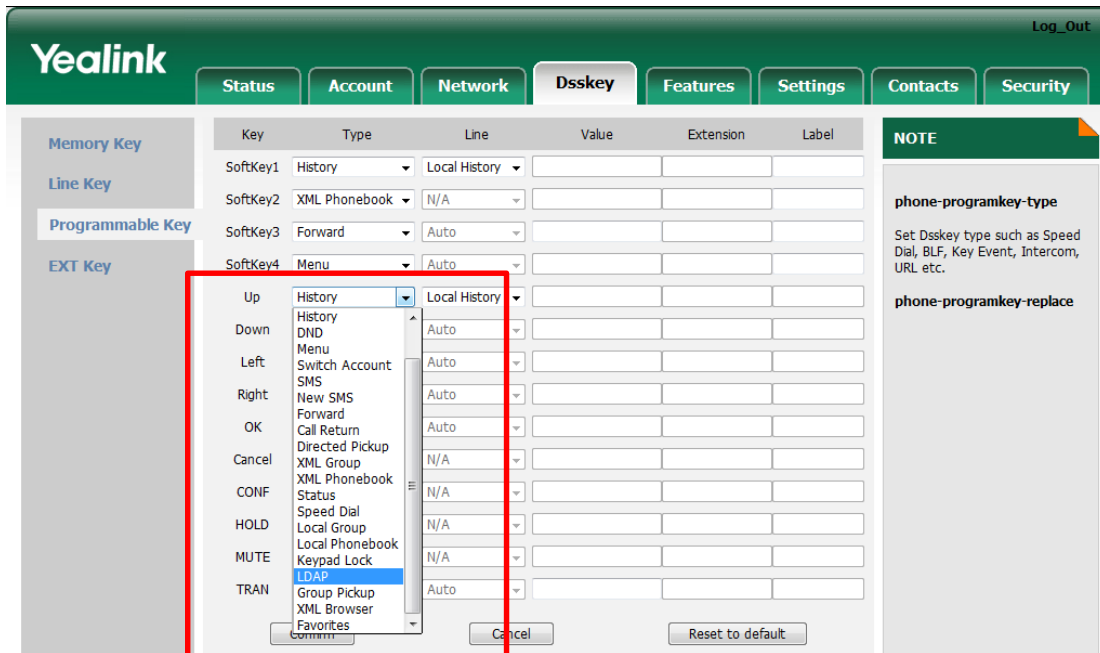 Log_Out
Yealink
Status Account Network Dsskey Features Settings Contacts Security
Memory Key
Line Key
Programmable Key
EXT Key
Key Type Line Value Extension Label
SoftKey1 History Local History
SoftKey2 XML Phonebook N/A
SoftKey3 Forward Auto
SoftKey4 Menu Auto
Up History Local History
Down Auto
Left Auto
Right Auto
OK Auto
Cancel N/A
CONF N/A
HOLD N/A
MUTE N/A
TRAN Auto
History
DND
Menu
Switch Account
SMS
New SMS
Forward
Call Return
Directed Pickup
XML Group
XML Phonebook
Status
Speed Dial
Local Group
Local Phonebook
Keypad Lock
LDAP
Group Pickup
XML Browser
Favorites
Confirm Cancel Reset to default
NOTE
phone-programkey-type
Set Dsskey type such as Speed
Dial, BLF, Key Event, Intercom,
URL etc.
phone-programkey-replace